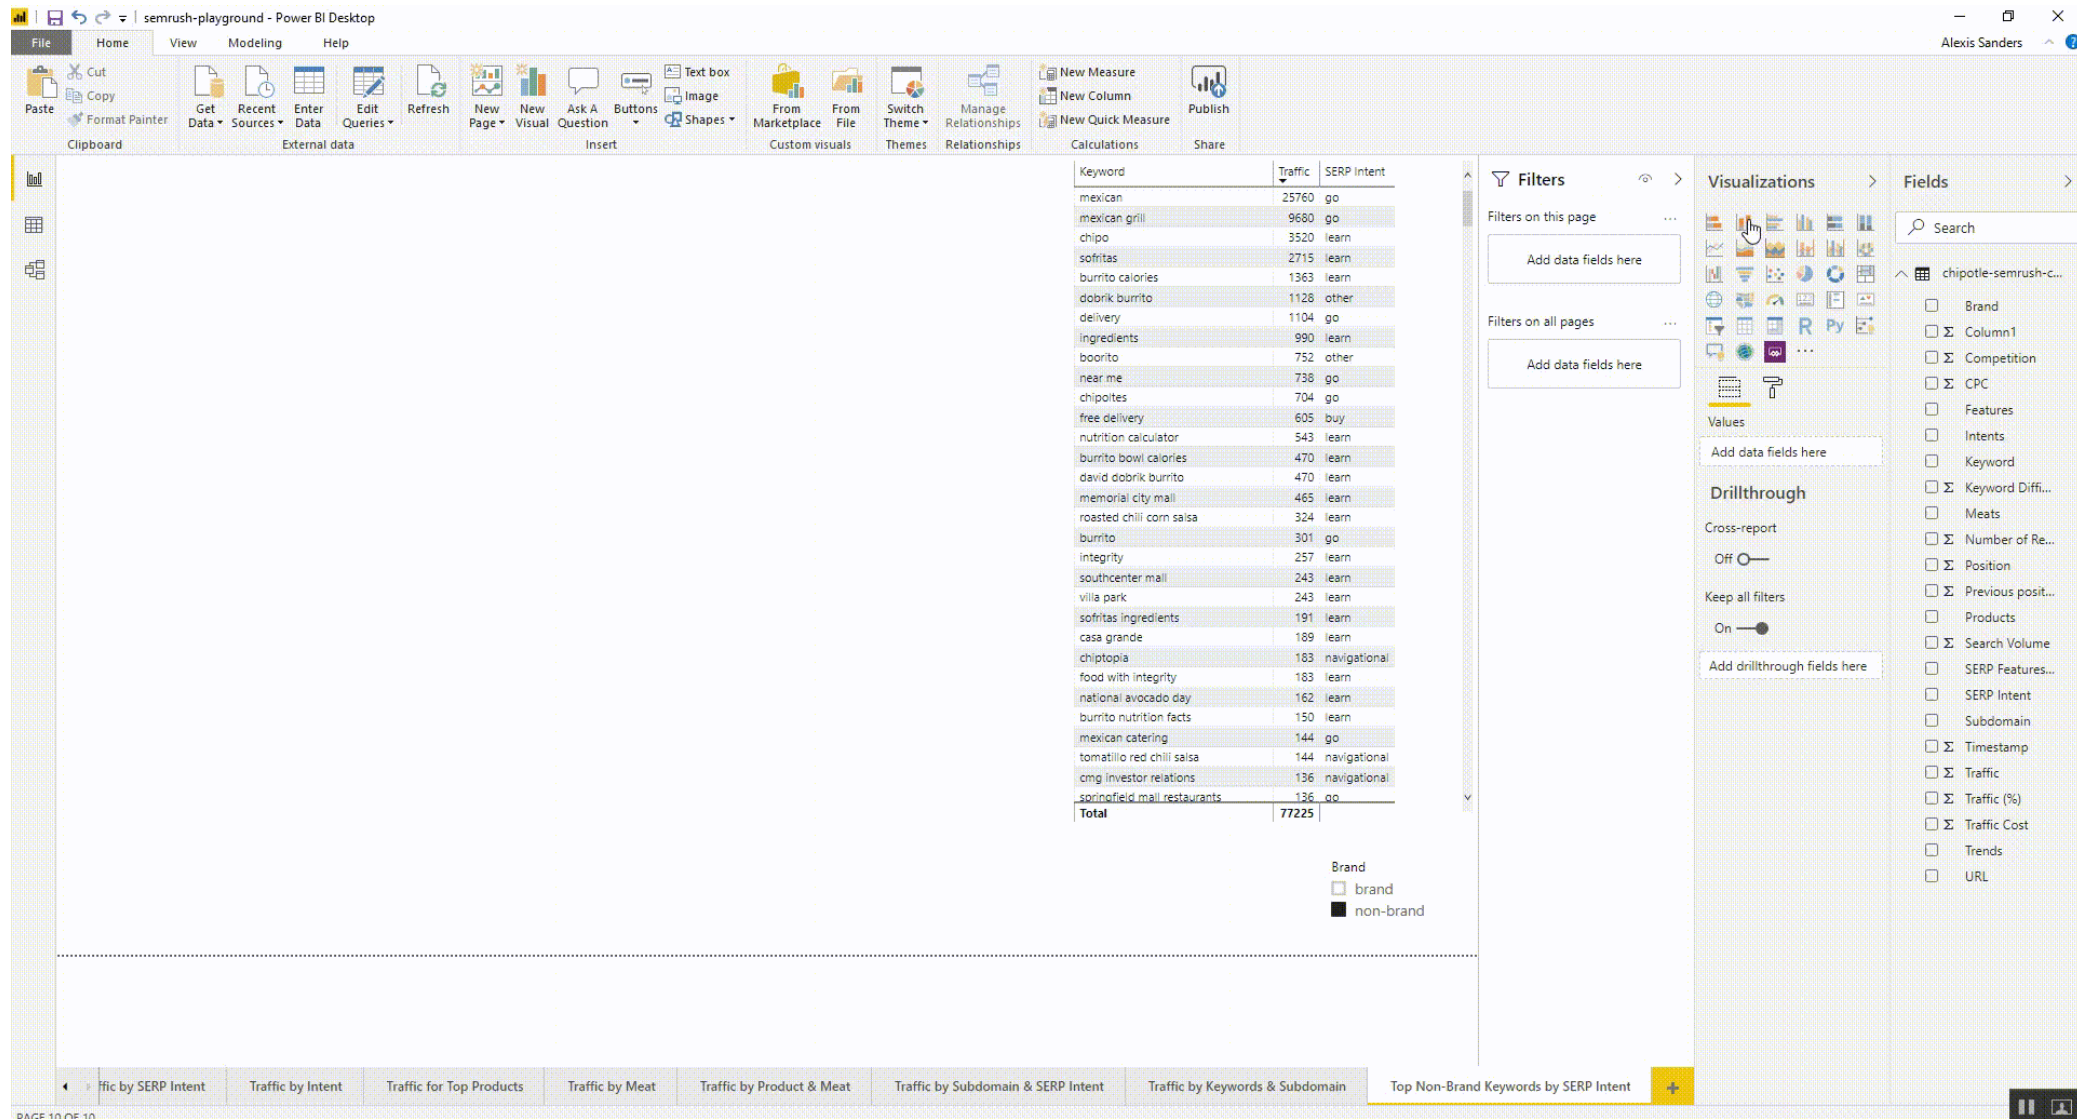 semrush-playground - Power BI Desktop
File Home View Modeling Help
Alexis Sanders
Paste
Cut
Copy
Format Painter
Clipboard
Get Data
Recent Sources
Enter Data
Edit Queries
Refresh
External data
New Page
New Visual
Ask A Question
Buttons
Text box
Image
Shapes
Insert
From Marketplace
From File
Custom visuals
Switch Theme
Themes
Manage Relationships
Relationships
New Measure
New Column
New Quick Measure
Calculations
Publish
Share
Keyword Traffic SERP Intent
mexican 25760 go
mexican grill 9680 go
chipo 3520 learn
sofritas 2715 learn
burrito calories 1363 learn
dobrik burrito 1128 other
delivery 1104 go
ingredients 990 learn
boorito 752 other
near me 738 go
chipoltes 704 go
free delivery 605 buy
nutrition calculator 543 learn
burrito bowl calories 470 learn
david dobrik burrito 470 learn
memorial city mall 465 learn
roasted chili corn salsa 324 learn
burrito 301 go
integrity 257 learn
southcenter mall 243 learn
villa park 243 learn
sofritas ingredients 191 learn
casa grande 189 learn
chiptopia 183 navigational
food with integrity 183 learn
national avocado day 162 learn
burrito nutrition facts 150 learn
mexican catering 144 go
tomatillo red chili salsa 144 navigational
cmg investor relations 136 navigational
springfield mall restaurants 136 go
Total 77225
Brand
brand
non-brand
Filters
Filters on this page ...
Add data fields here
Filters on all pages ...
Add data fields here
Visualizations
R Py
...
Values
Add data fields here
Drillthrough
Cross-report
Off
Keep all filters
On
Add drillthrough fields here
Fields
Search
chipotle-semrush-c...
Brand
Σ Column1
Σ Competition
Σ CPC
Features
Intents
Keyword
Σ Keyword Diffi...
Meats
Σ Number of Re...
Σ Position
Σ Previous posit...
Products
Σ Search Volume
SERP Features...
SERP Intent
Subdomain
Σ Timestamp
Σ Traffic
Σ Traffic (%)
Σ Traffic Cost
Trends
URL
ffic by SERP Intent
Traffic by Intent
Traffic for Top Products
Traffic by Meat
Traffic by Product & Meat
Traffic by Subdomain & SERP Intent
Traffic by Keywords & Subdomain
Top Non-Brand Keywords by SERP Intent
PAGE 10 OF 10